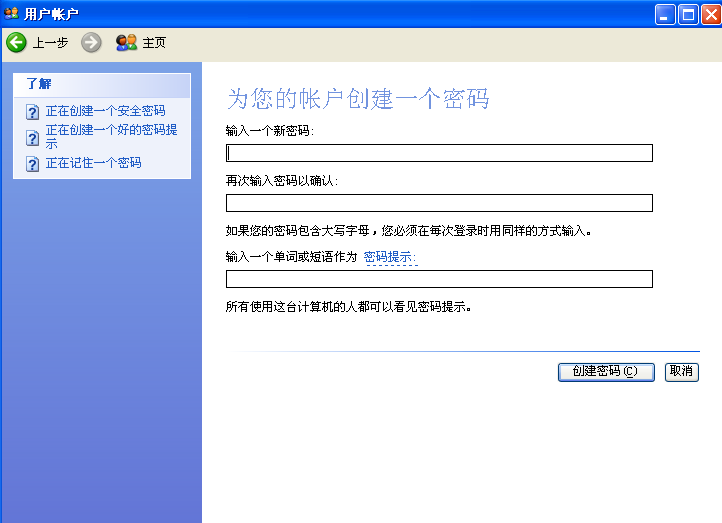 用户帐户
上一步 主页
了解
正在创建一个安全密码
正在创建一个好的密码提
示
正在记住一个密码
为您的帐户创建一个密码
输入一个新密码:
再次输入密码以确认:
如果您的密码包含大写字母，您必须在每次登录时用同样的方式输入。
输入一个单词或短语作为 密码提示:
所有使用这台计算机的人都可以看见密码提示。
创建密码(C) 取消